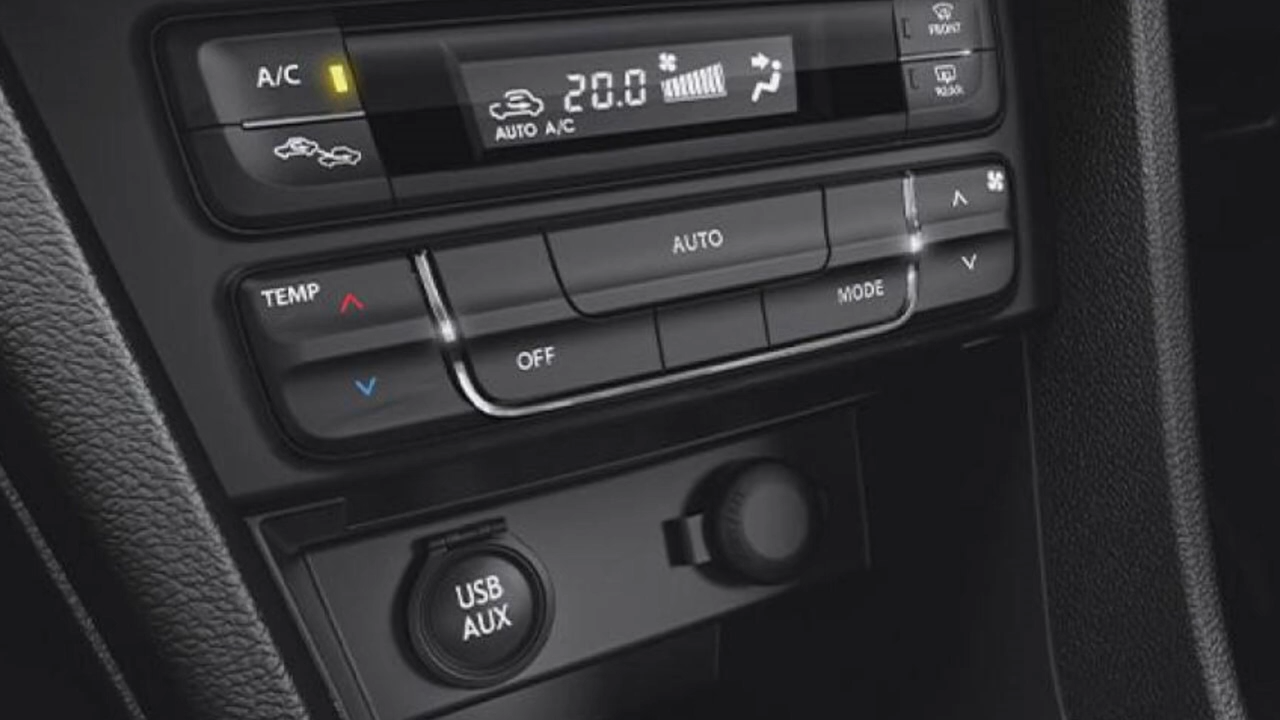 A/C
20.0
AUTO A/C
FRONT
REAR
AUTO
TEMP
MODE
OFF
USB
AUX